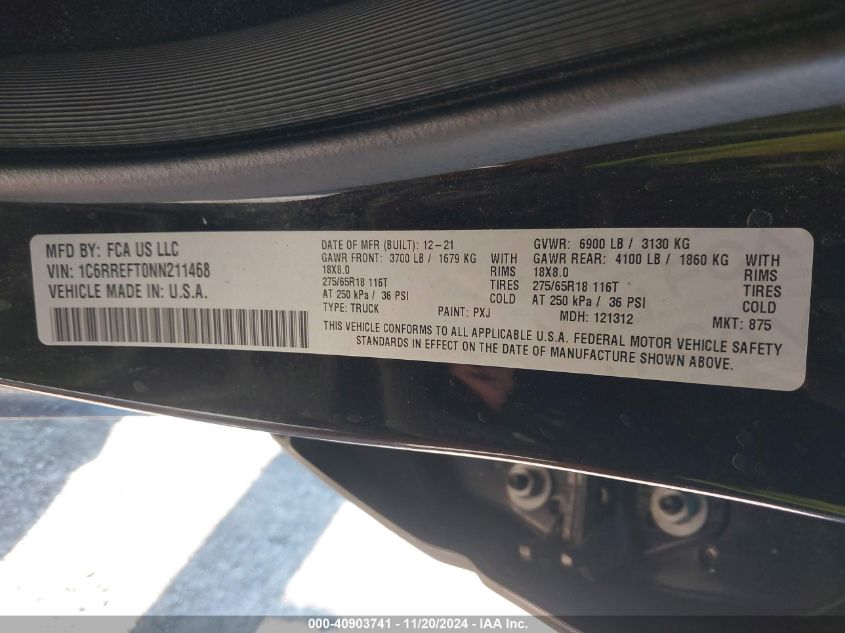 MFD BY: FCA US LLC
VIN: 1C6RREFT0NN211468
VEHICLE MADE IN: U.S.A.
DATE OF MFR (BUILT): 12-21
GAWR FRONT: 3700 LB / 1679 KG WITH
18X8.0 RIMS
275/65R18 116T TIRES
AT 250 kPa / 36 PSI COLD
TYPE: TRUCK PAINT: PXJ
GVWR: 6900 LB / 3130 KG
GAWR REAR: 4100 LB / 1860 KG WITH
18X8.0 RIMS
275/65R18 116T TIRES
AT 250 kPa / 36 PSI COLD
MDH: 121312 MKT: 875
THIS VEHICLE CONFORMS TO ALL APPLICABLE U.S.A. FEDERAL MOTOR VEHICLE SAFETY
STANDARDS IN EFFECT ON THE DATE OF MANUFACTURE SHOWN ABOVE.
000-40903741 - 11/20/2024 - IAA Inc.